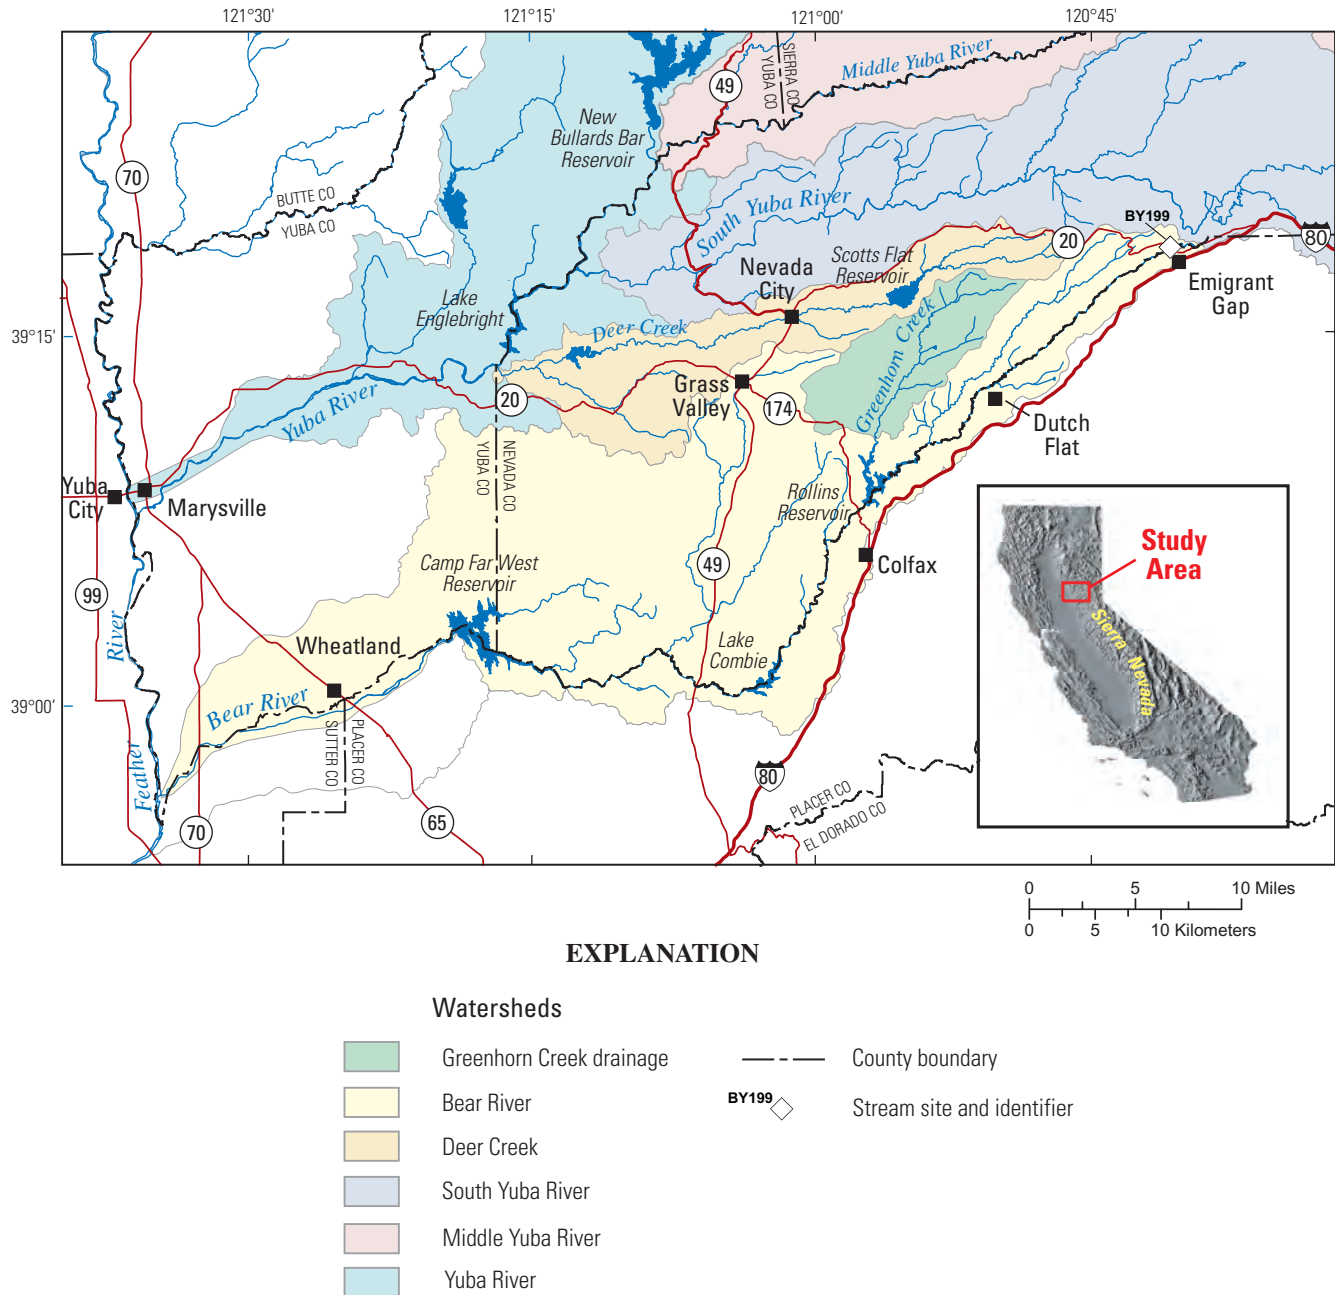 121°30'
121°15'
121°00'
120°45'
49
SIERRA CO
YUBA CO
Middle Yuba River
New
Bullards Bar
Reservoir
70
BUTTE CO
YUBA CO
South Yuba River
BY199
20
80
Scotts Flat
Reservoir
Nevada
City
Emigrant
Gap
Lake
Englebright
39°15'
Deer Creek
Greenhorn Creek
Grass
Valley
20
174
Yuba River
Dutch
Flat
NEVADA CO
YUBA CO
Yuba
City
Marysville
Rollins
Reservoir
Study
Area
Sierra Nevada
Camp Far West
Reservoir
49
Colfax
99
River
Wheatland
Lake
Combie
39°00'
Bear River
PLACER CO
SUTTER CO
Feather
80
PLACER CO
EL DORADO CO
70
65
0 5 10 Miles
0 5 10 Kilometers
EXPLANATION
Watersheds
Greenhorn Creek drainage
County boundary
Bear River
BY199
Stream site and identifier
Deer Creek
South Yuba River
Middle Yuba River
Yuba River